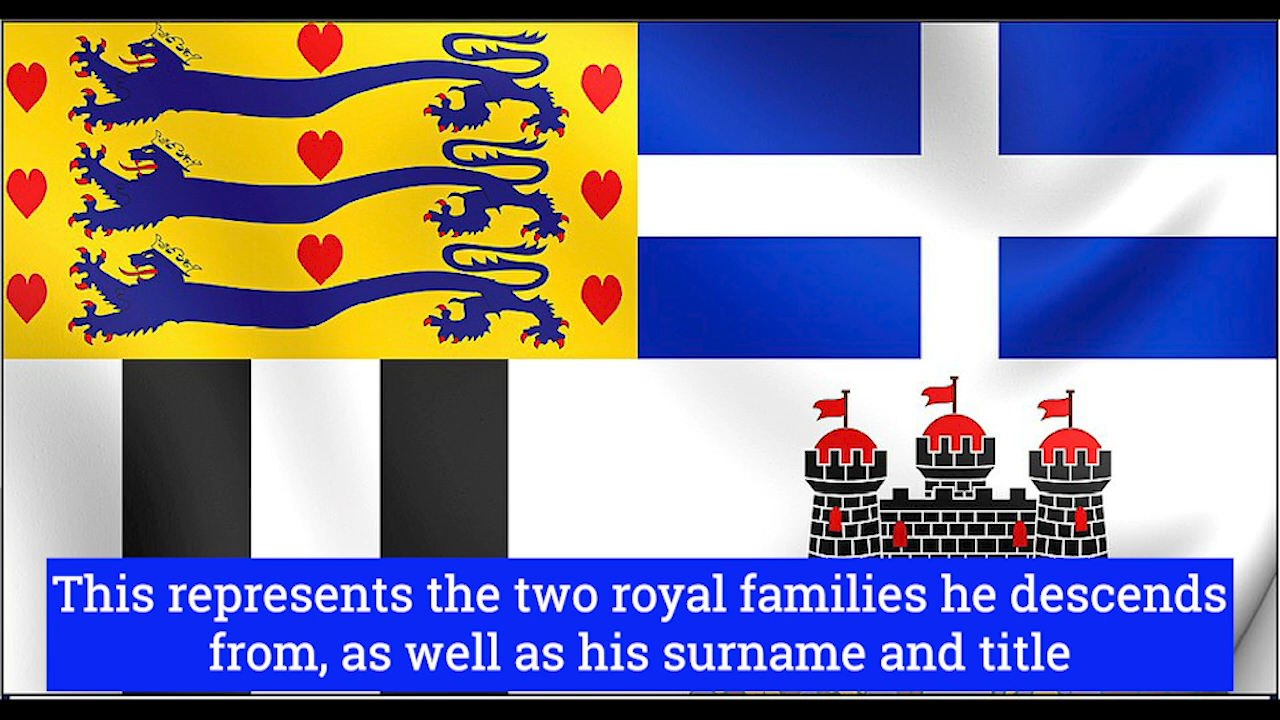 This represents the two royal families he descends
from, as well as his surname and title